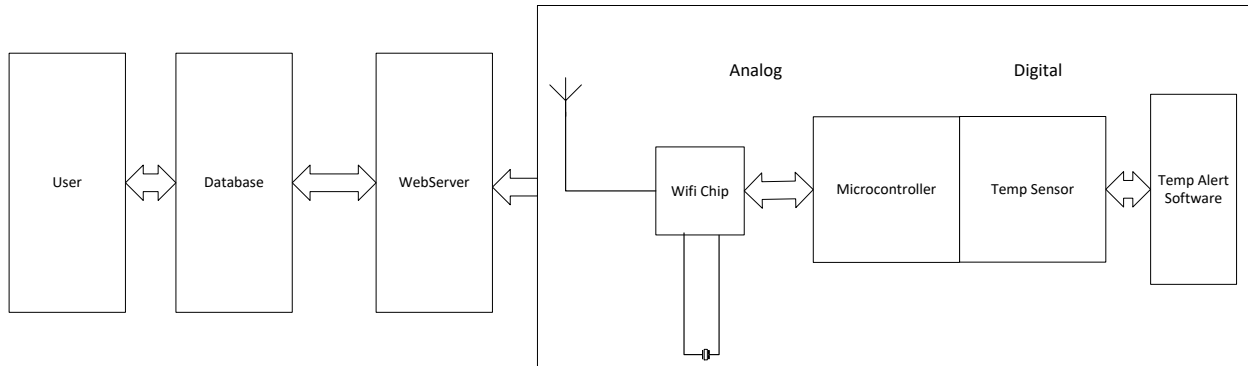 Analog
Digital
User
Database
WebServer
Wifi Chip
Microcontroller
Temp Sensor
Temp Alert
Software